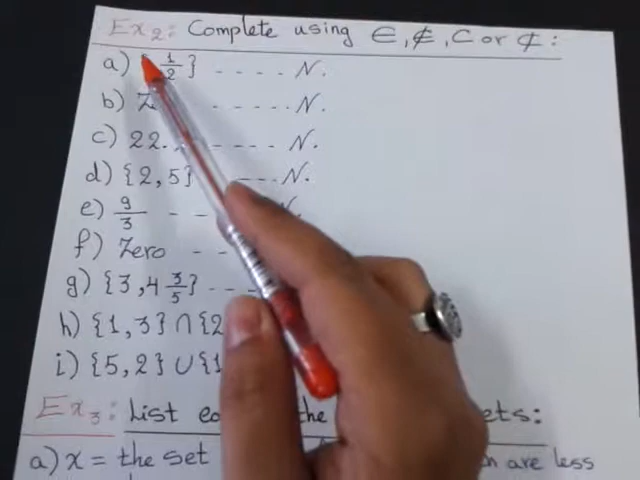 Ex2: Complete using ∈, ∉, ⊂ or ⊄ :
a) 1/2 } - - - - N.
b) - - - - - N.
c) 22. - - - - N.
d) {2, 5} - - - N.
e) 9/3 - - N.
f) Zero - -
g) {3, 4 3/5} - - -
h) {1, 3} ∩ {2
i) {5, 2} ∪ {1
Ex3: List the
a) X = the set are less